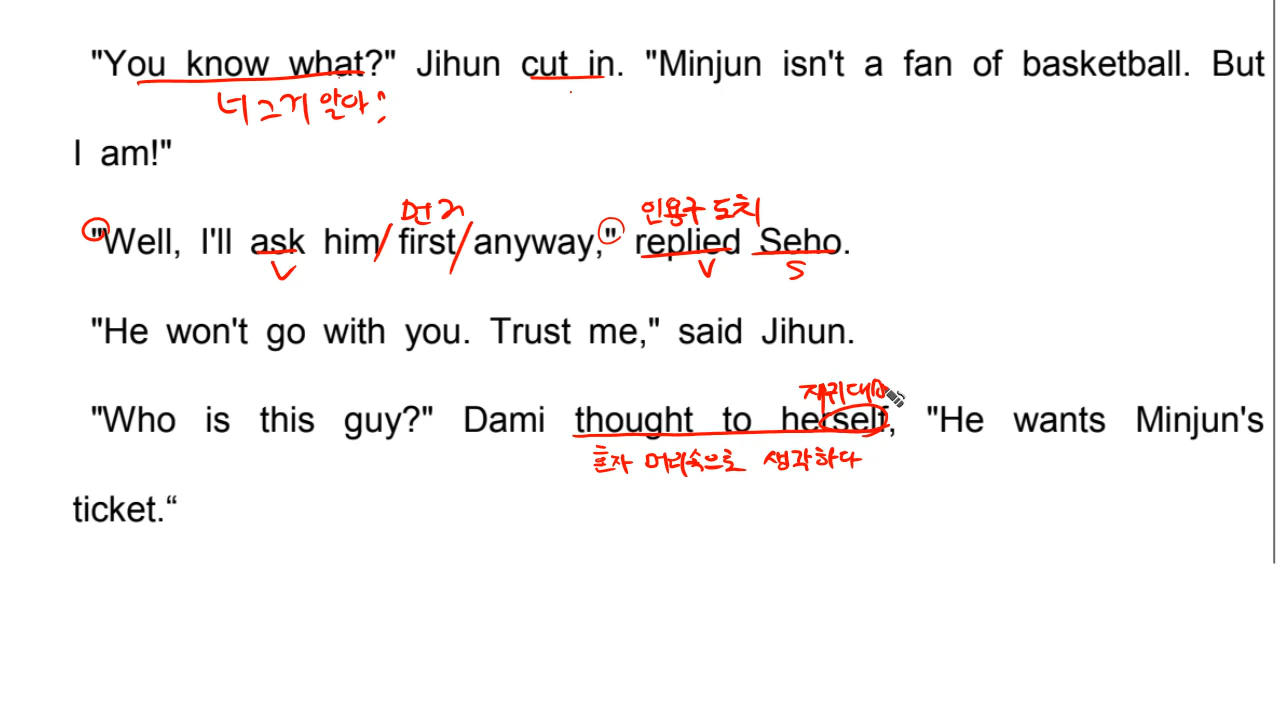 "You know what?" Jihun cut in. "Minjun isn't a fan of basketball. But
너 그거 알아?
I am!"
먼저 인용구 도치
"Well, I'll ask him/ first/ anyway," replied Seho.
V V S
"He won't go with you. Trust me," said Jihun.
재귀대명
"Who is this guy?" Dami thought to herself, "He wants Minjun's
혼자 머리속으로 생각하다
ticket.“